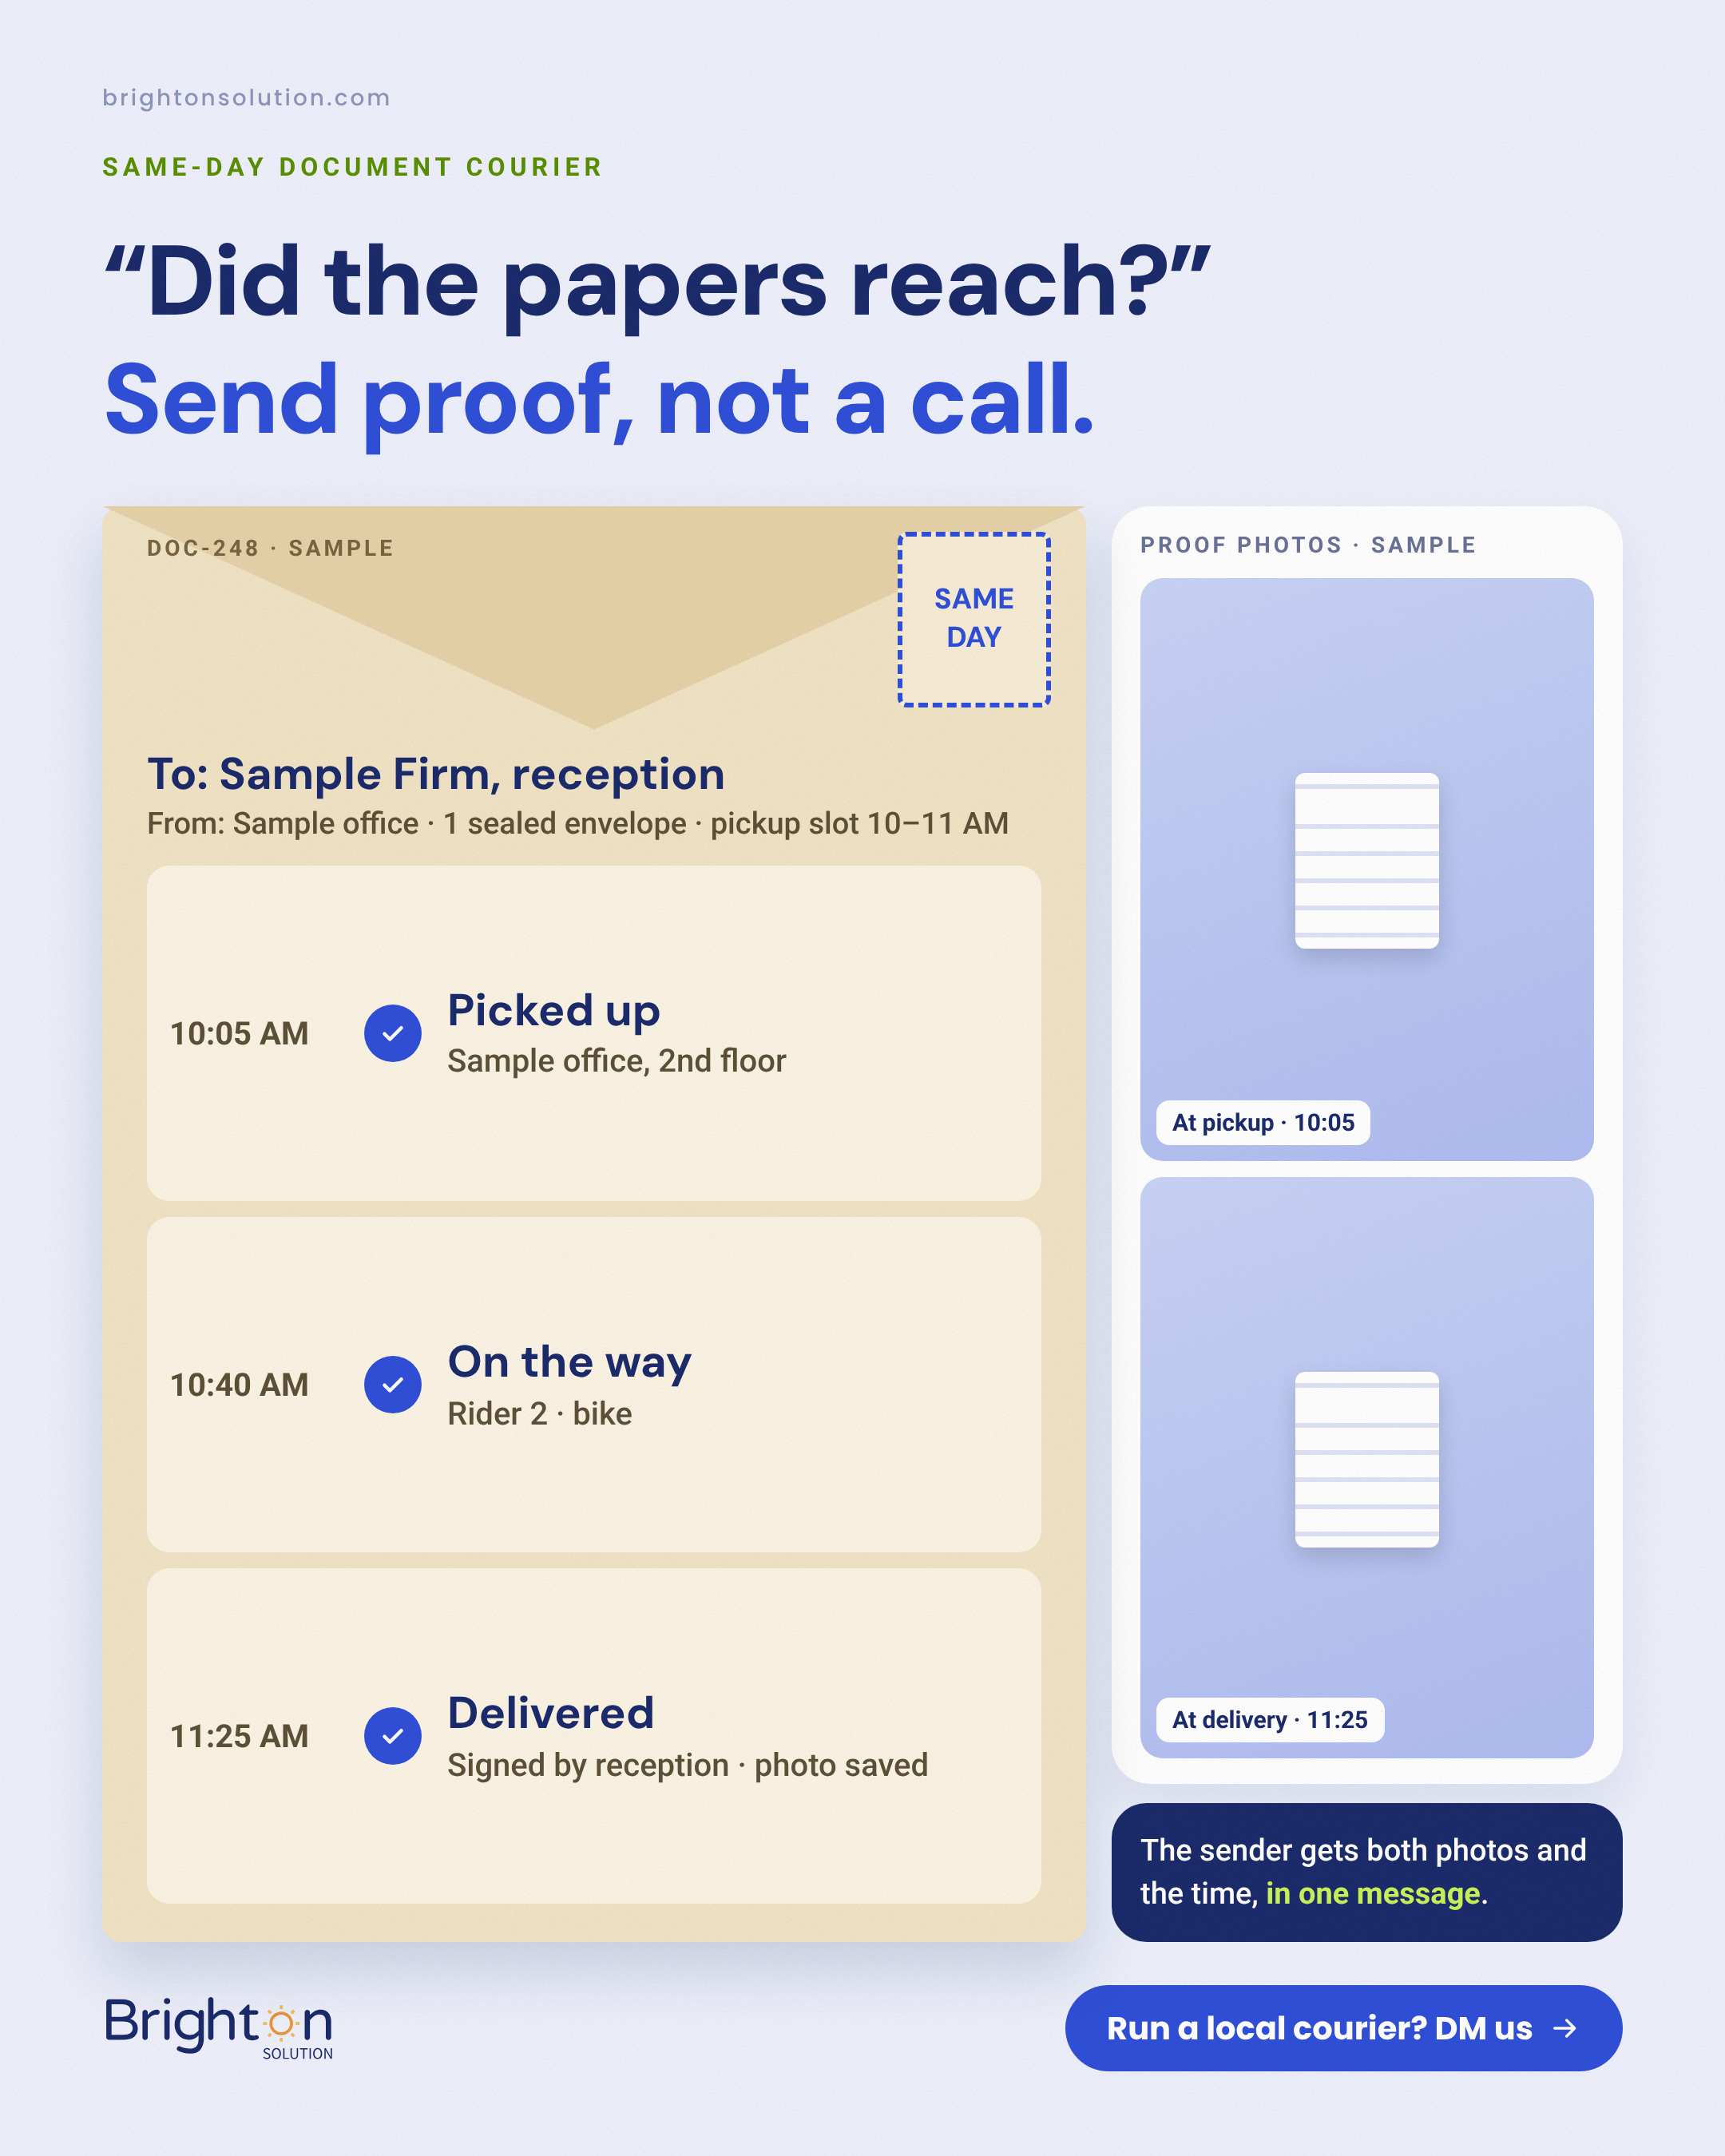 brightonsolution.com
SAME-DAY DOCUMENT COURIER
“Did the papers reach?”
Send proof, not a call.
DOC-248 · SAMPLE
SAME
DAY
To: Sample Firm, reception
From: Sample office · 1 sealed envelope · pickup slot 10–11 AM
10:05 AM
Picked up
Sample office, 2nd floor
10:40 AM
On the way
Rider 2 · bike
11:25 AM
Delivered
Signed by reception · photo saved
PROOF PHOTOS · SAMPLE
At pickup · 10:05
At delivery · 11:25
The sender gets both photos and
the time, in one message.
Brighton
SOLUTION
Run a local courier? DM us →